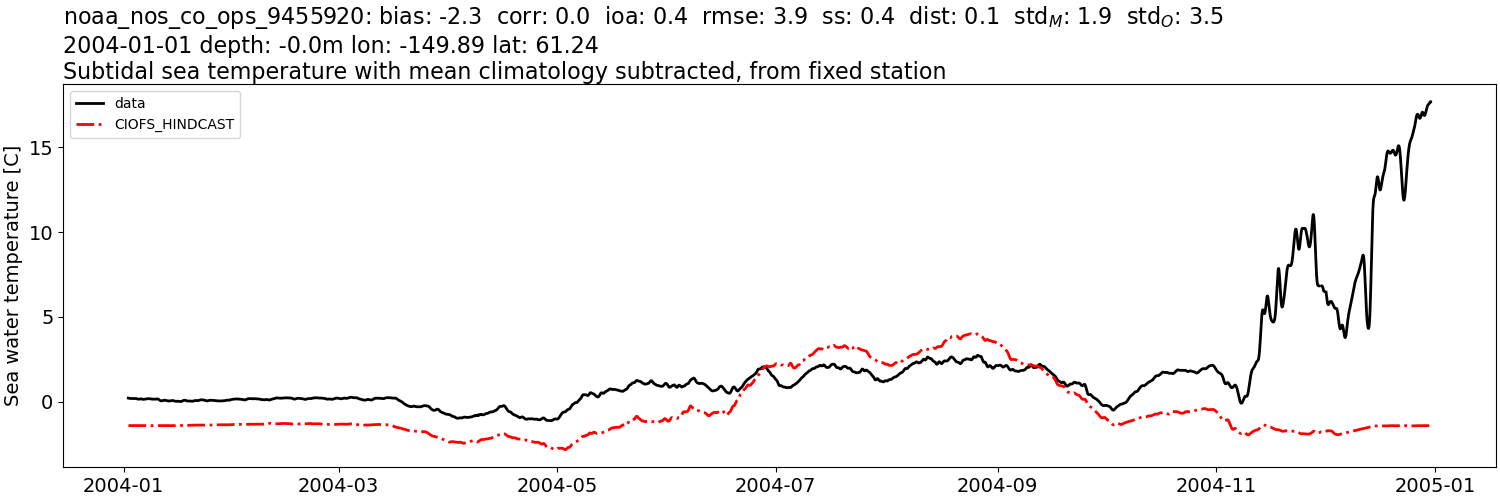 noaa_nos_co_ops_9455920: bias: -2.3  corr: 0.0  ioa: 0.4  rmse: 3.9  ss: 0.4  dist: 0.1  std_M: 1.9  std_O: 3.5
2004-01-01 depth: -0.0m lon: -149.89 lat: 61.24
Subtidal sea temperature with mean climatology subtracted, from fixed station
data
CIOFS_HINDCAST
Sea water temperature [C]
15
10
5
0
2004-01
2004-03
2004-05
2004-07
2004-09
2004-11
2005-01